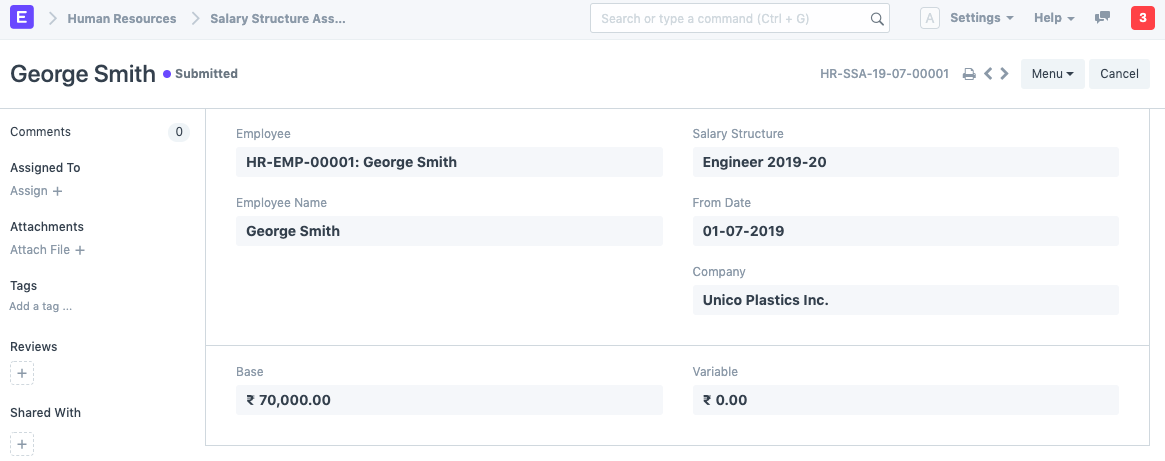 E Human Resources Salary Structure Ass... Search or type a command (Ctrl + G) A Settings Help 3
George Smith Submitted HR-SSA-19-07-00001 Menu Cancel
Comments 0
Assigned To
Assign +
Attachments
Attach File +
Tags
Add a tag ...
Reviews
+
Shared With
+
Employee
HR-EMP-00001: George Smith
Employee Name
George Smith
Salary Structure
Engineer 2019-20
From Date
01-07-2019
Company
Unico Plastics Inc.
Base
₹ 70,000.00
Variable
₹ 0.00